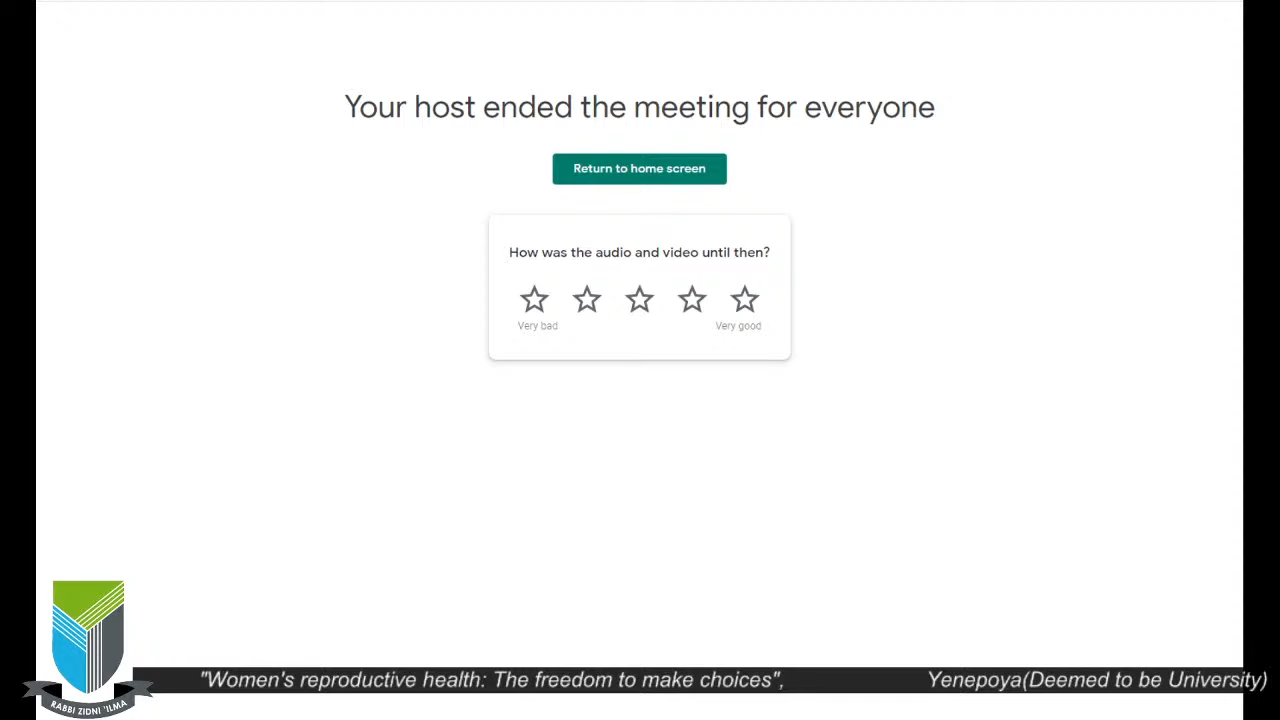 Your host ended the meeting for everyone
Return to home screen
How was the audio and video until then?
Very bad
Very good
"Women's reproductive health: The freedom to make choices",
Yenepoya(Deemed to be University)
RABBI ZIDNI 'ILMA